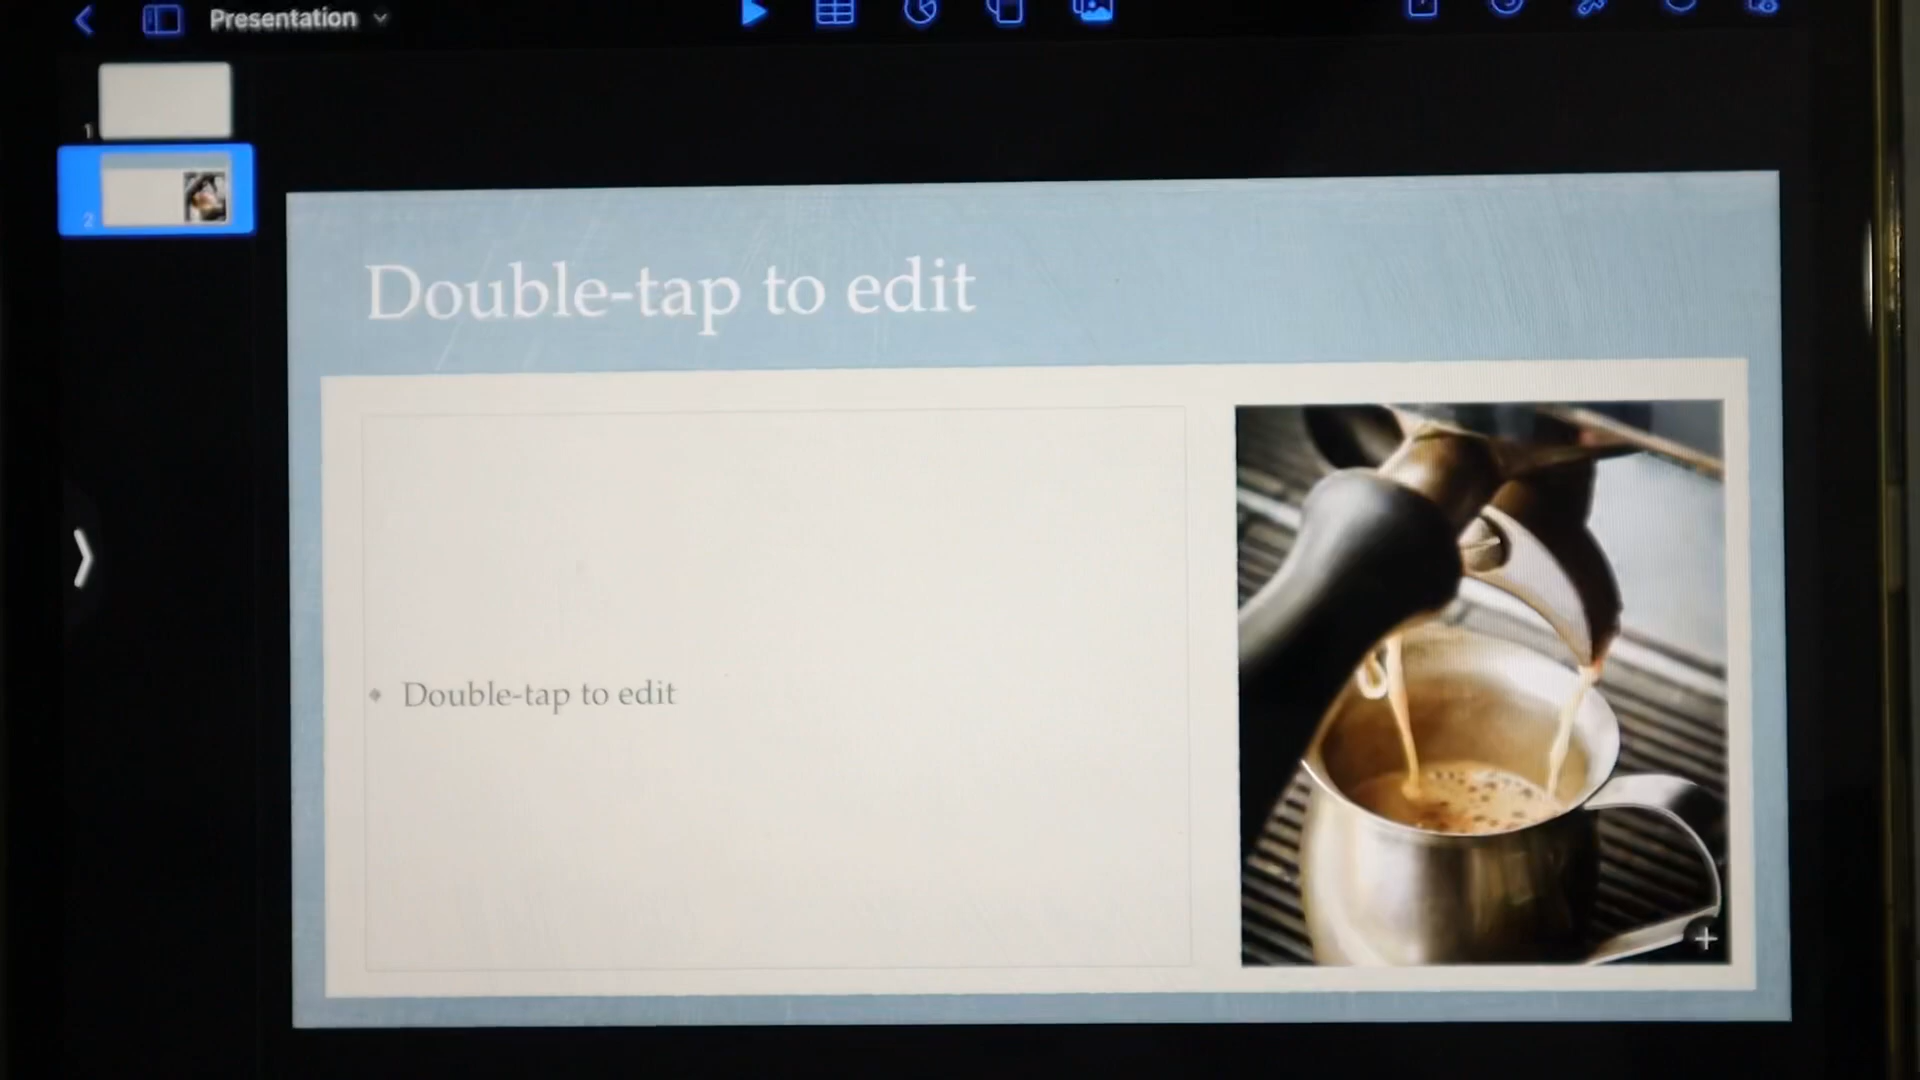 Presentation
1
2
Double-tap to edit
Double-tap to edit